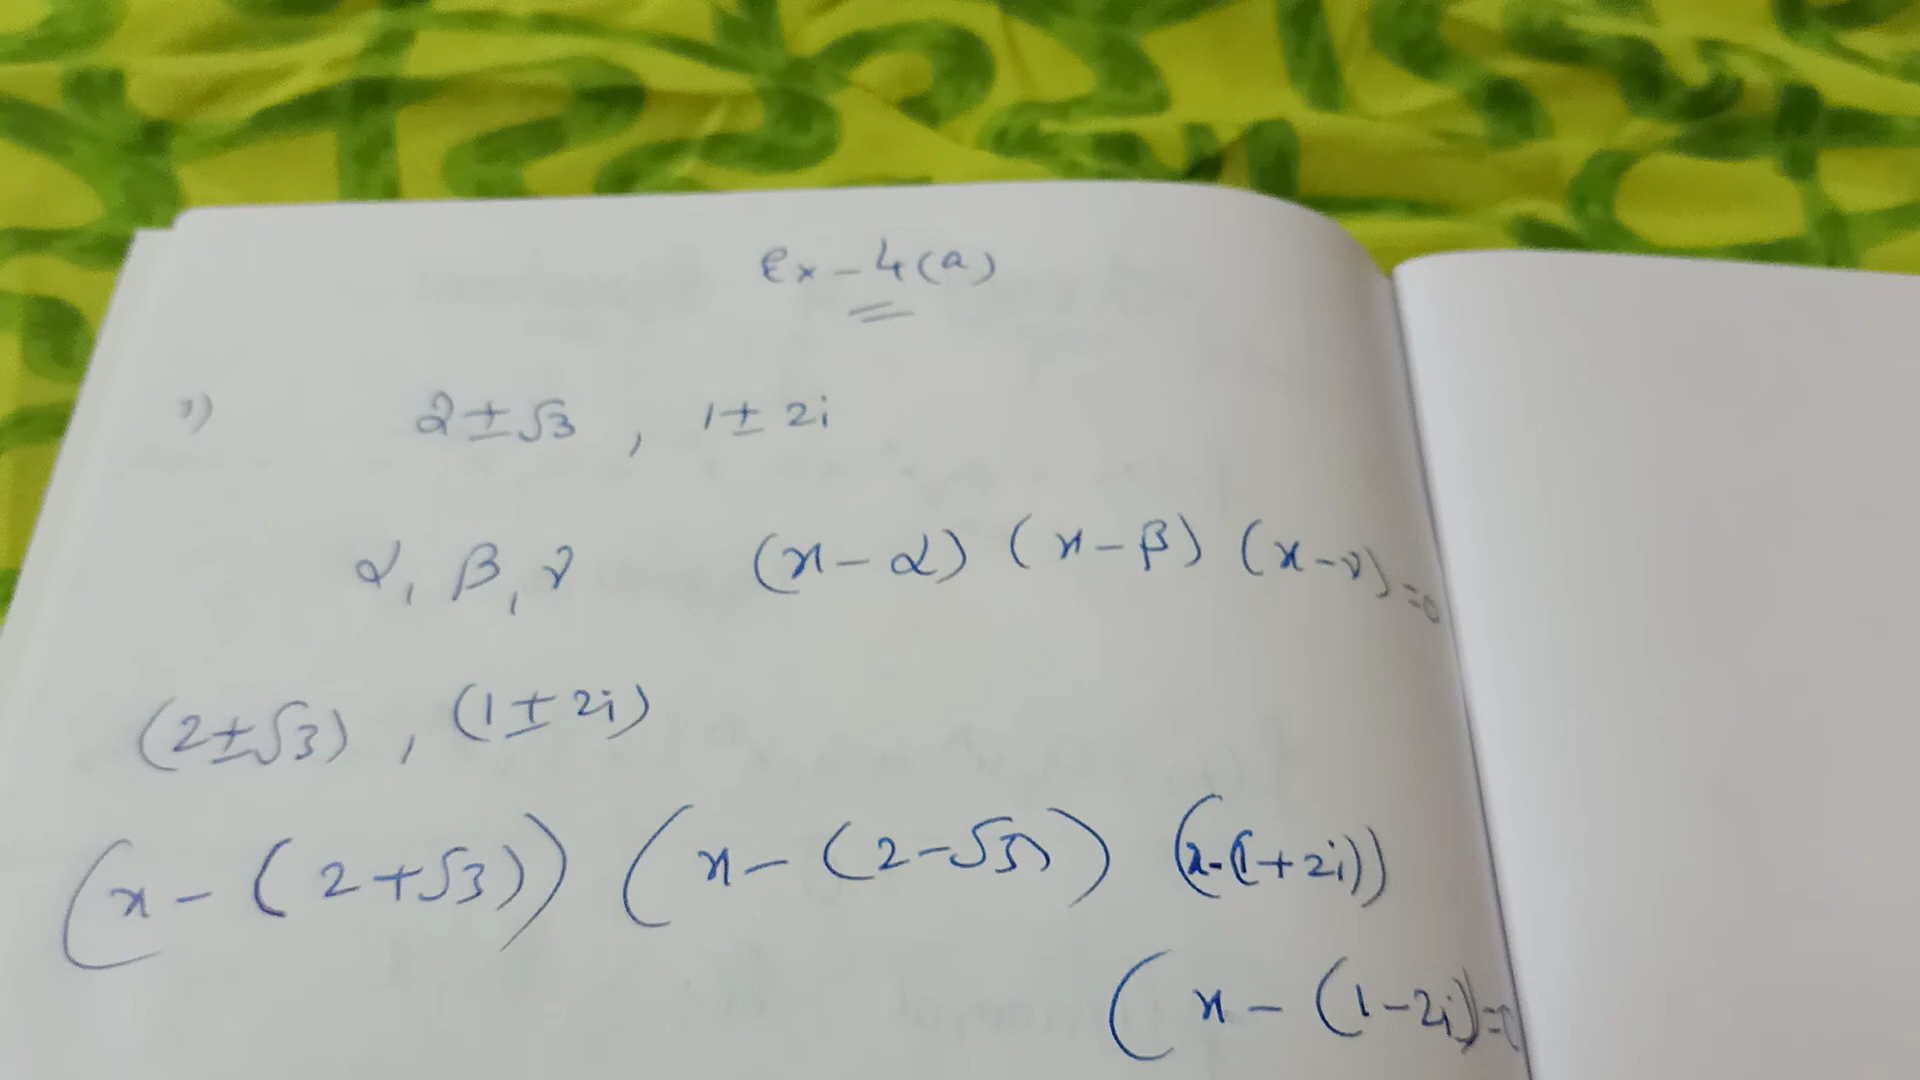 Ex-4(a)
1) 2±√3, 1±2i
α, β, γ (x-α) (x-β) (x-γ)=0
(2±√3), (1±2i)
(x-(2+√3)) (x-(2-√3)) (x-(1+2i))
(x-(1-2i))=0